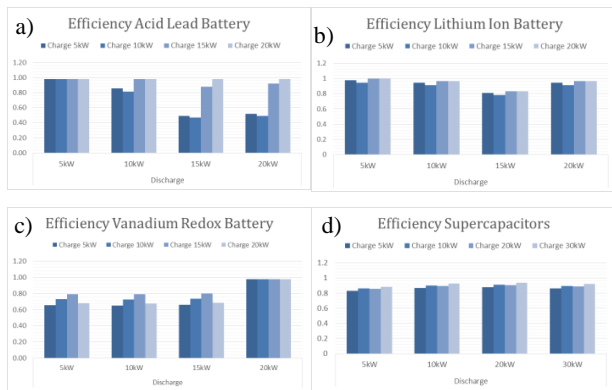 a)
Efficiency Acid Lead Battery
Charge 5kW Charge 10kW Charge 15kW Charge 20kW
1.20
1.00
0.80
0.60
0.40
0.20
0.00
5kW 10kW 15kW 20kW
Discharge
b)
Efficiency Lithium Ion Battery
Charge 5kW Charge 10kW Charge 15kW Charge 20kW
1.2
1
0.8
0.6
0.4
0.2
0
5kW 10kW 15kW 20kW
Discharge
c)
Efficiency Vanadium Redox Battery
Charge 5kW Charge 10kW Charge 15kW Charge 20kW
1.20
1.00
0.80
0.60
0.40
0.20
0.00
5kW 10kW 15kW 20kW
Discharge
d)
Efficiency Supercapacitors
Charge 5kW Charge 10kW Charge 20kW Charge 30kW
1.2
1
0.8
0.6
0.4
0.2
0
5kW 10kW 20kW 30kW
Discharge